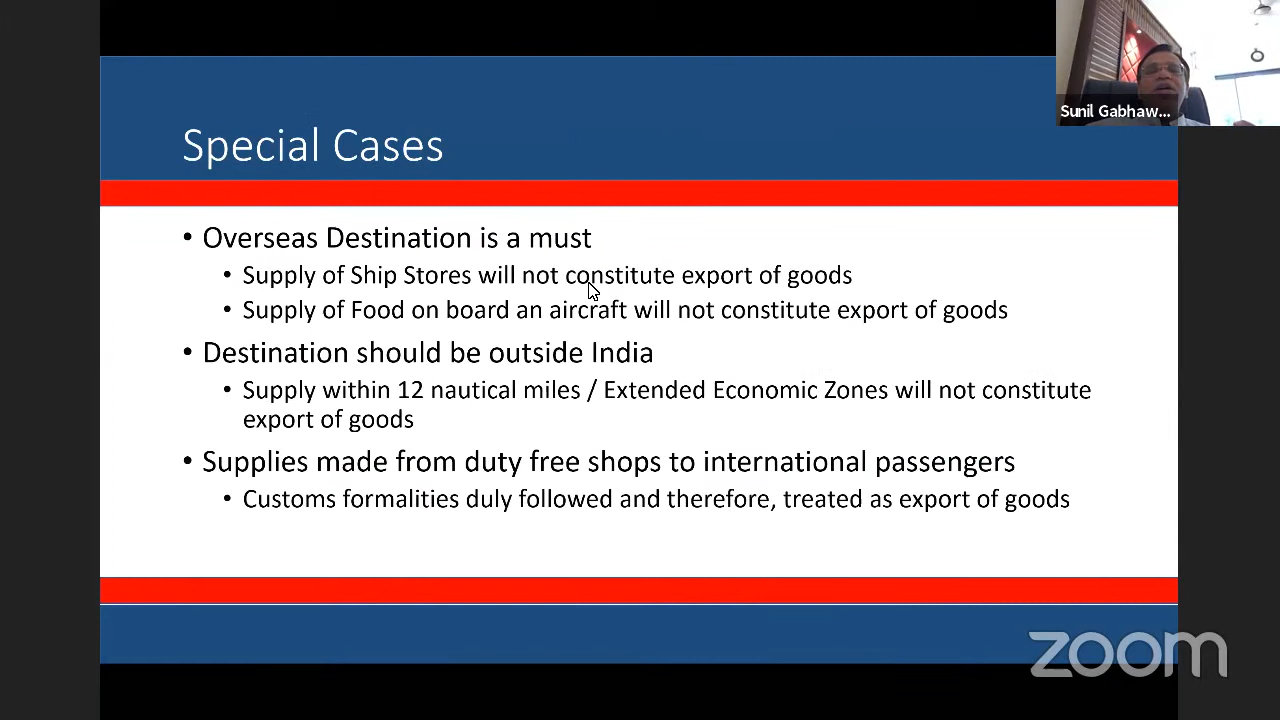 Sunil Gabhaw...
Special Cases
• Overseas Destination is a must
• Supply of Ship Stores will not constitute export of goods
• Supply of Food on board an aircraft will not constitute export of goods
• Destination should be outside India
• Supply within 12 nautical miles / Extended Economic Zones will not constitute
export of goods
• Supplies made from duty free shops to international passengers
• Customs formalities duly followed and therefore, treated as export of goods
zoom